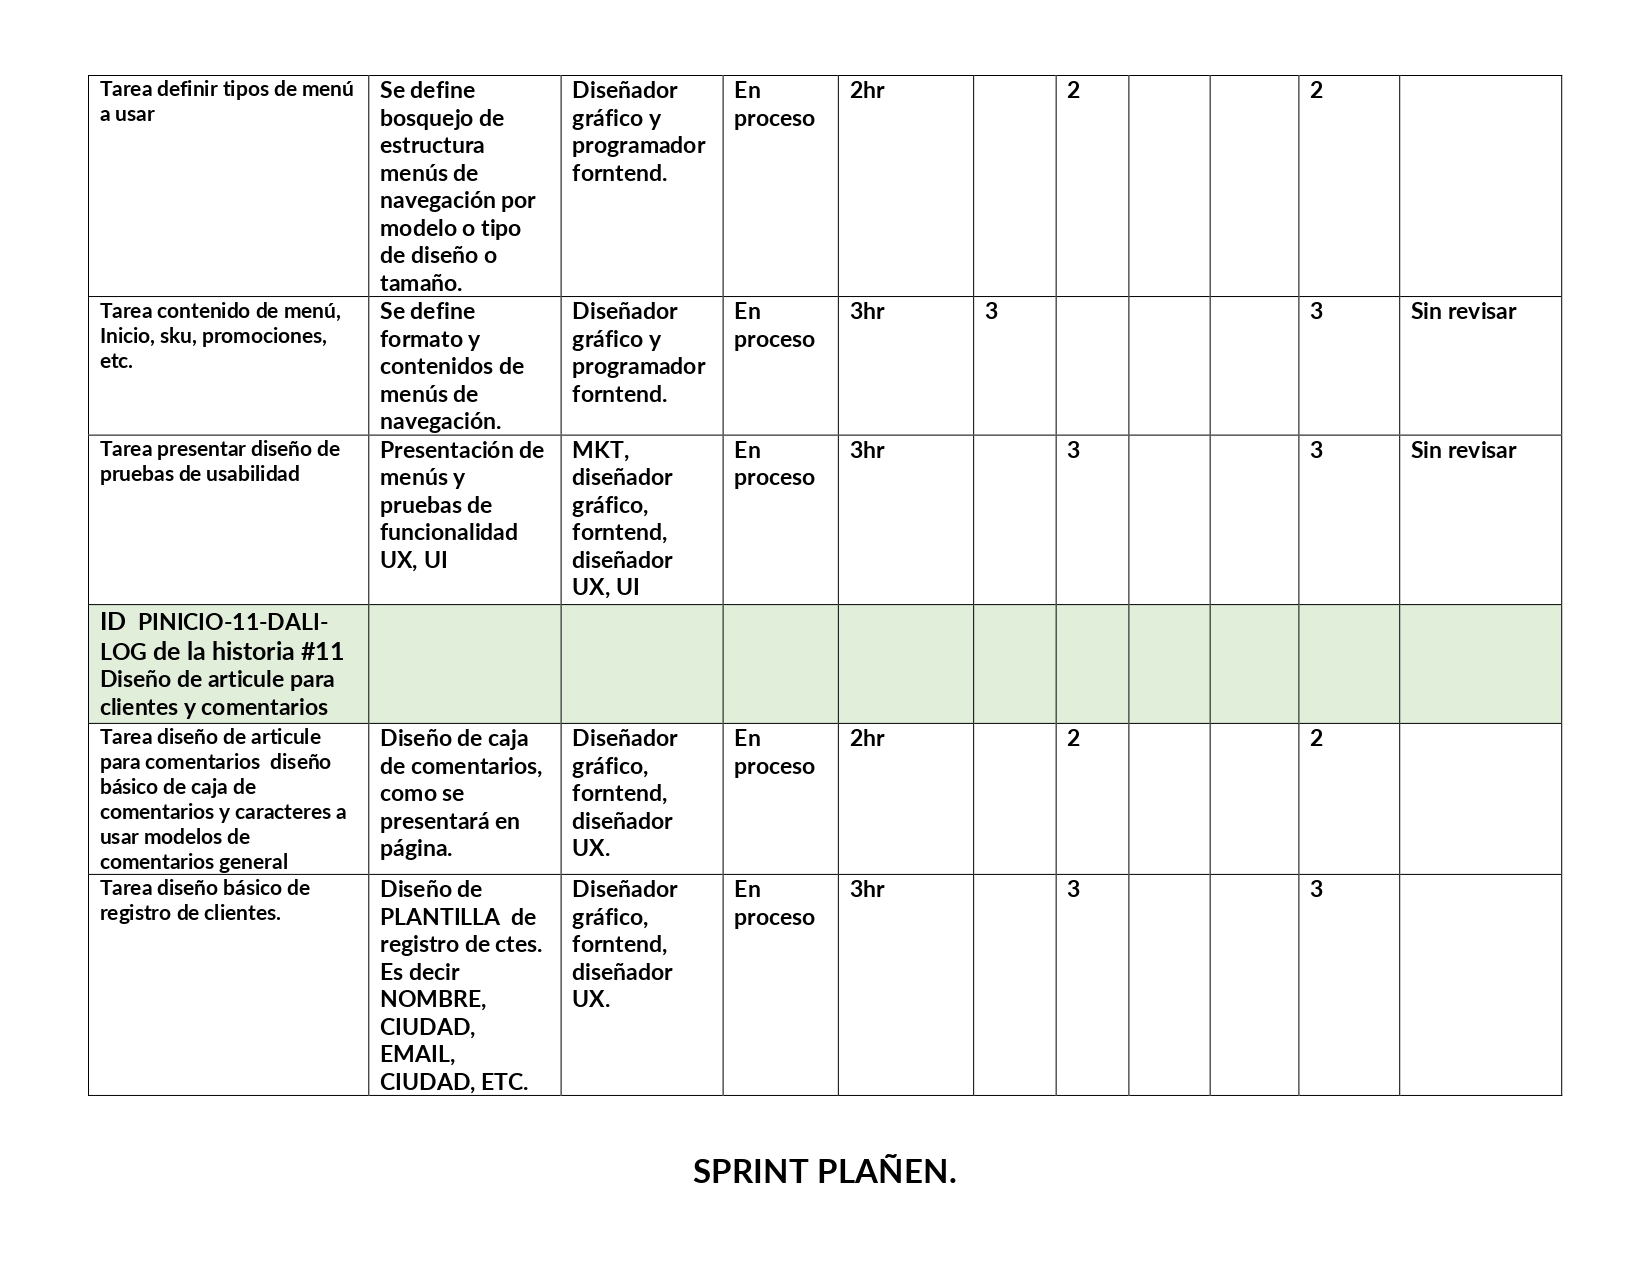 Tarea definir tipos de menú
a usar
Se define
bosquejo de
estructura
menús de
navegación por
modelo o tipo
de diseño o
tamaño.
Diseñador
gráfico y
programador
forntend.
En
proceso
2hr
2
2
Tarea contenido de menú,
Inicio, sku, promociones,
etc.
Se define
formato y
contenidos de
menús de
navegación.
Diseñador
gráfico y
programador
forntend.
En
proceso
3hr
3
3
Sin revisar
Tarea presentar diseño de
pruebas de usabilidad
Presentación de
menús y
pruebas de
funcionalidad
UX, UI
MKT,
diseñador
gráfico,
forntend,
diseñador
UX, UI
En
proceso
3hr
3
3
Sin revisar
ID  PINICIO-11-DALI-
LOG de la historia #11
Diseño de articule para
clientes y comentarios
Tarea diseño de articule
para comentarios  diseño
básico de caja de
comentarios y caracteres a
usar modelos de
comentarios general
Diseño de caja
de comentarios,
como se
presentará en
página.
Diseñador
gráfico,
forntend,
diseñador
UX.
En
proceso
2hr
2
2
Tarea diseño básico de
registro de clientes.
Diseño de
PLANTILLA  de
registro de ctes.
Es decir
NOMBRE,
CIUDAD,
EMAIL,
CIUDAD, ETC.
Diseñador
gráfico,
forntend,
diseñador
UX.
En
proceso
3hr
3
3
SPRINT PLAÑEN.